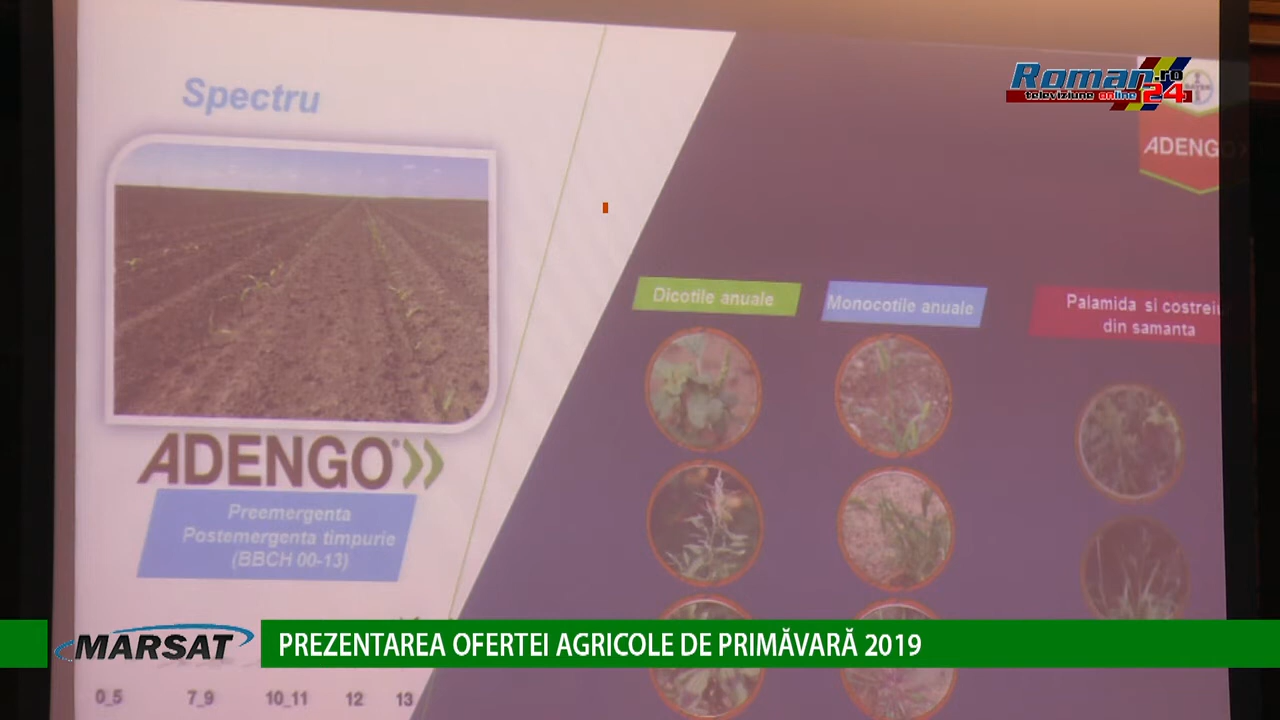 Spectru
Roman.ro
televiziune online 24
ADENGO
Dicotile anuale
Monocotile anuale
Palamida si costrei
din samanta
ADENGO
Preemergenta
Postemergenta timpurie
(BBCH 00-13)
MARSAT
PREZENTAREA OFERTEI AGRICOLE DE PRIMĂVARĂ 2019
0_5 7_9 10_11 12 13